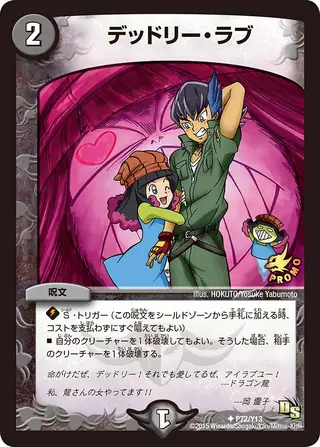 2
デッドリー・ラブ
PROMO
illus. HOKUTO/Yosuke Yabumoto
呪文
S・トリガー(この呪文をシールドゾーンから手札に加える時、
コストを支払わずにすぐ唱えてもよい)
■自分のクリーチャーを1体破壊してもよい。そうした場合、相手
のクリーチャーを1体破壊する。
命がけだぜ、デッドリー!それでも愛してるぜ、アイラブユー!
---ドラゴン龍
私、龍さんの女やってます!!
---岡 霊子
DS
P72/Y13
©2015 Wizards/Shogakukan/Mitsui-Kids